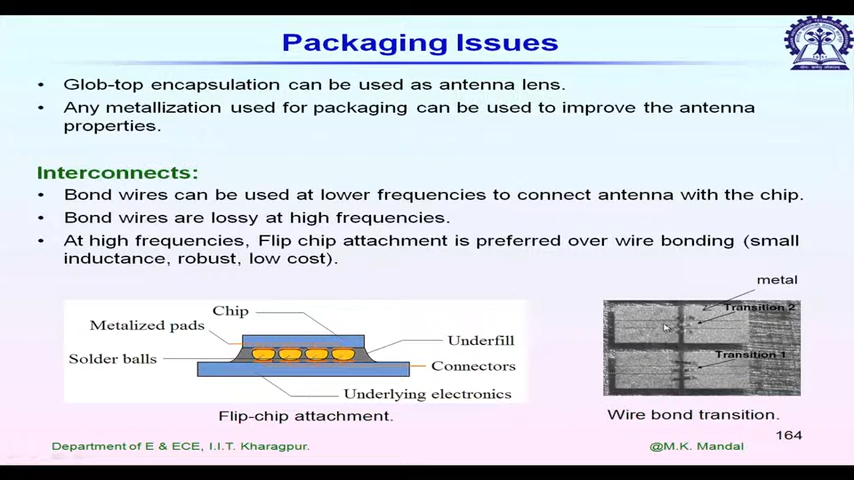 Packaging Issues
• Glob-top encapsulation can be used as antenna lens.
• Any metallization used for packaging can be used to improve the antenna
properties.
Interconnects:
• Bond wires can be used at lower frequencies to connect antenna with the chip.
• Bond wires are lossy at high frequencies.
• At high frequencies, Flip chip attachment is preferred over wire bonding (small
inductance, robust, low cost).
Chip
Metalized pads
Solder balls
Underfill
Connectors
Underlying electronics
Flip-chip attachment.
metal
Transition 2
Transition 1
Wire bond transition.
164
Department of E & ECE, I.I.T. Kharagpur.
@M.K. Mandal